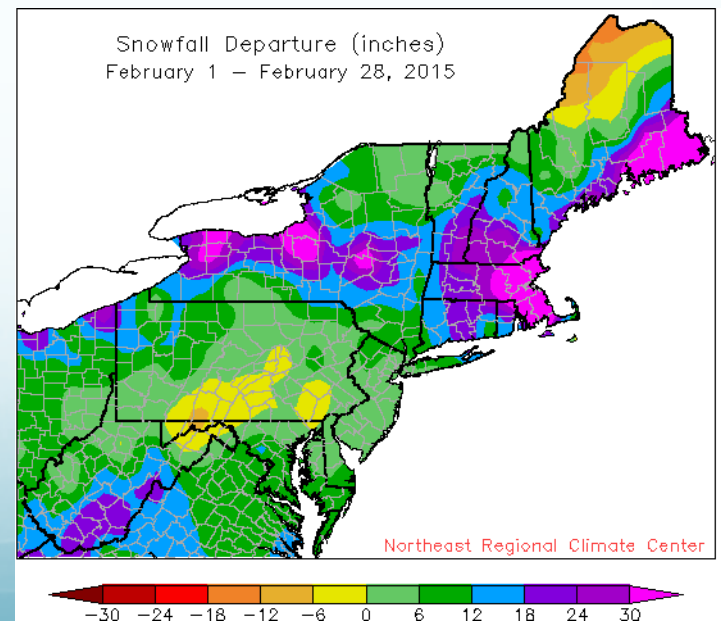 Snowfall Departure (inches)
February 1 – February 28, 2015
Northeast Regional Climate Center
-30 -24 -18 -12 -6 0 6 12 18 24 30